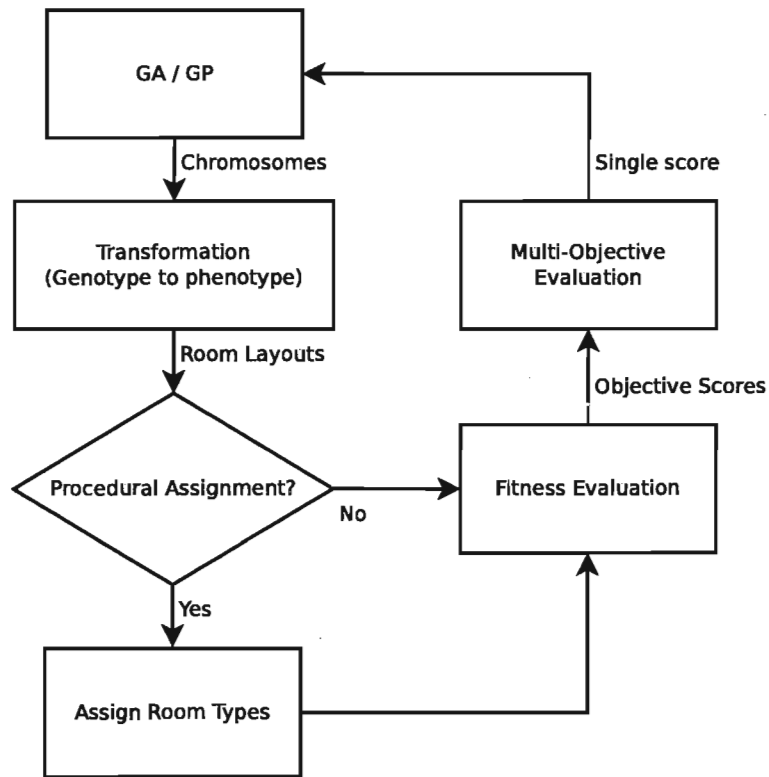 GA / GP
Chromosomes
Single score
Transformation
(Genotype to phenotype)
Multi-Objective
Evaluation
Room Layouts
Objective Scores
Procedural Assignment?
No
Fitness Evaluation
Yes
Assign Room Types